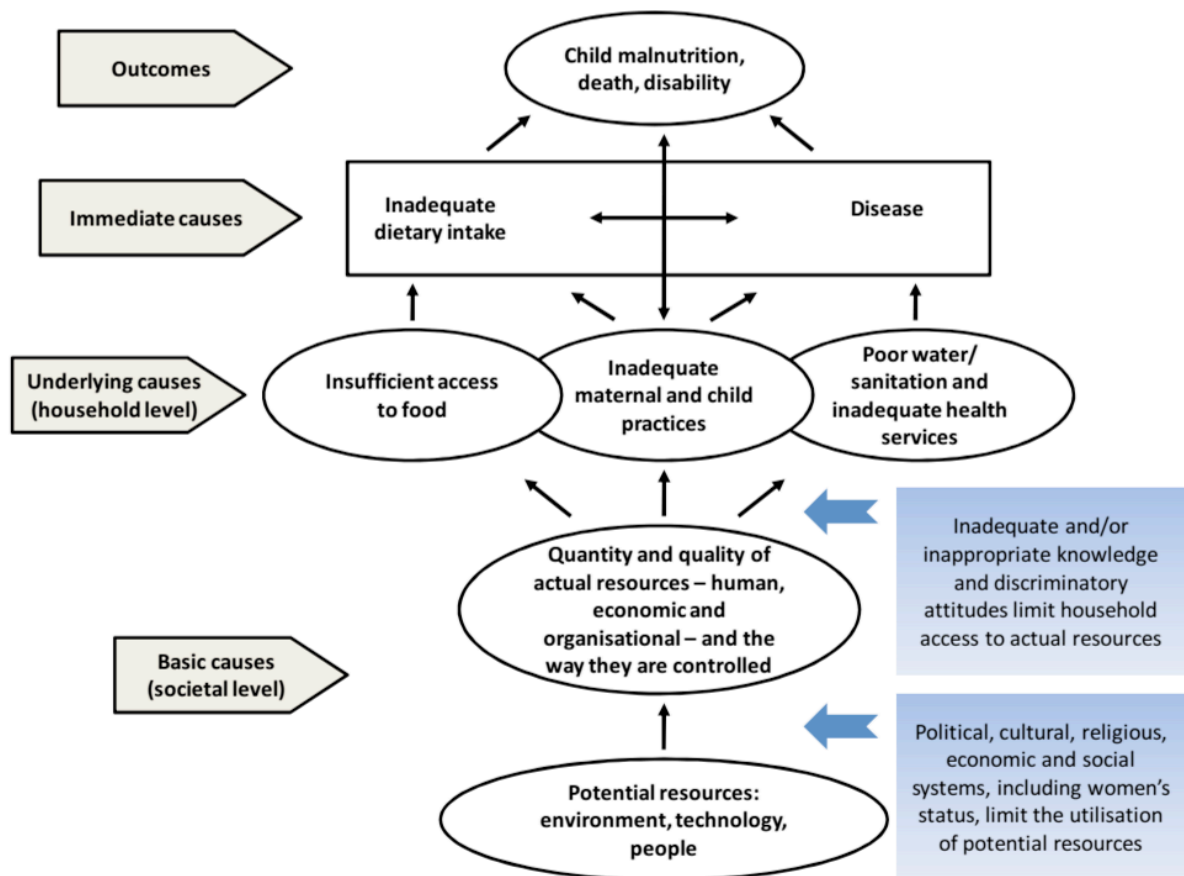 Outcomes
Child malnutrition,
death, disability
Immediate causes
Inadequate
dietary intake
Disease
Underlying causes
(household level)
Insufficient access
to food
Inadequate
maternal and child
practices
Poor water/
sanitation and
inadequate health
services
Basic causes
(societal level)
Quantity and quality of
actual resources – human,
economic and
organisational – and the
way they are controlled
Inadequate and/or
inappropriate knowledge
and discriminatory
attitudes limit household
access to actual resources
Potential resources:
environment, technology,
people
Political, cultural, religious,
economic and social
systems, including women’s
status, limit the utilisation
of potential resources